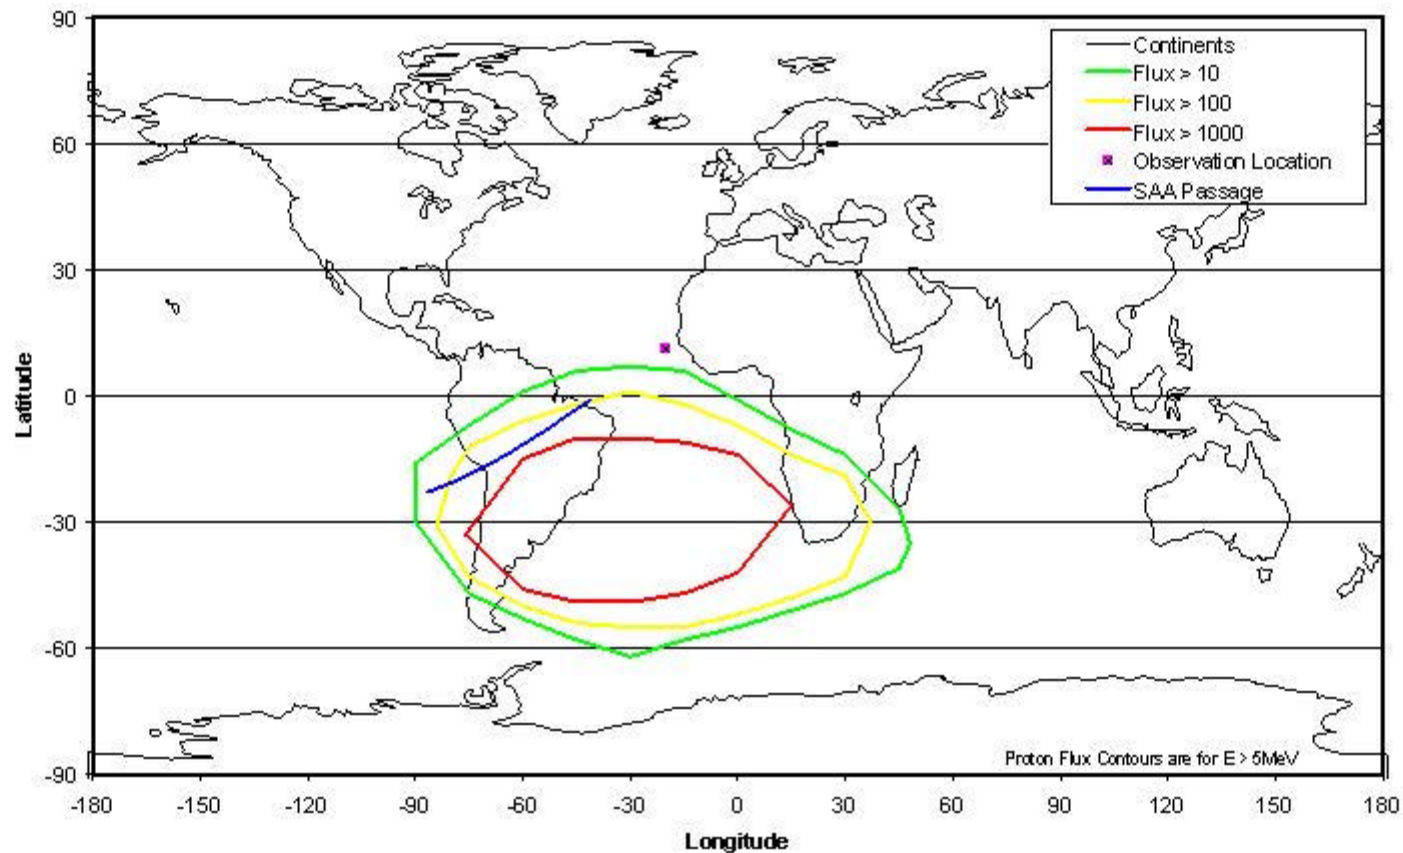 90
60
30
0
-30
-60
-90
Latitude
Continents
Flux > 10
Flux > 100
Flux > 1000
Observation Location
SAA Passage
Proton Flux Contours are for E > 5MeV
-180 -150 -120 -90 -60 -30 0 30 60 90 120 150 180
Longitude